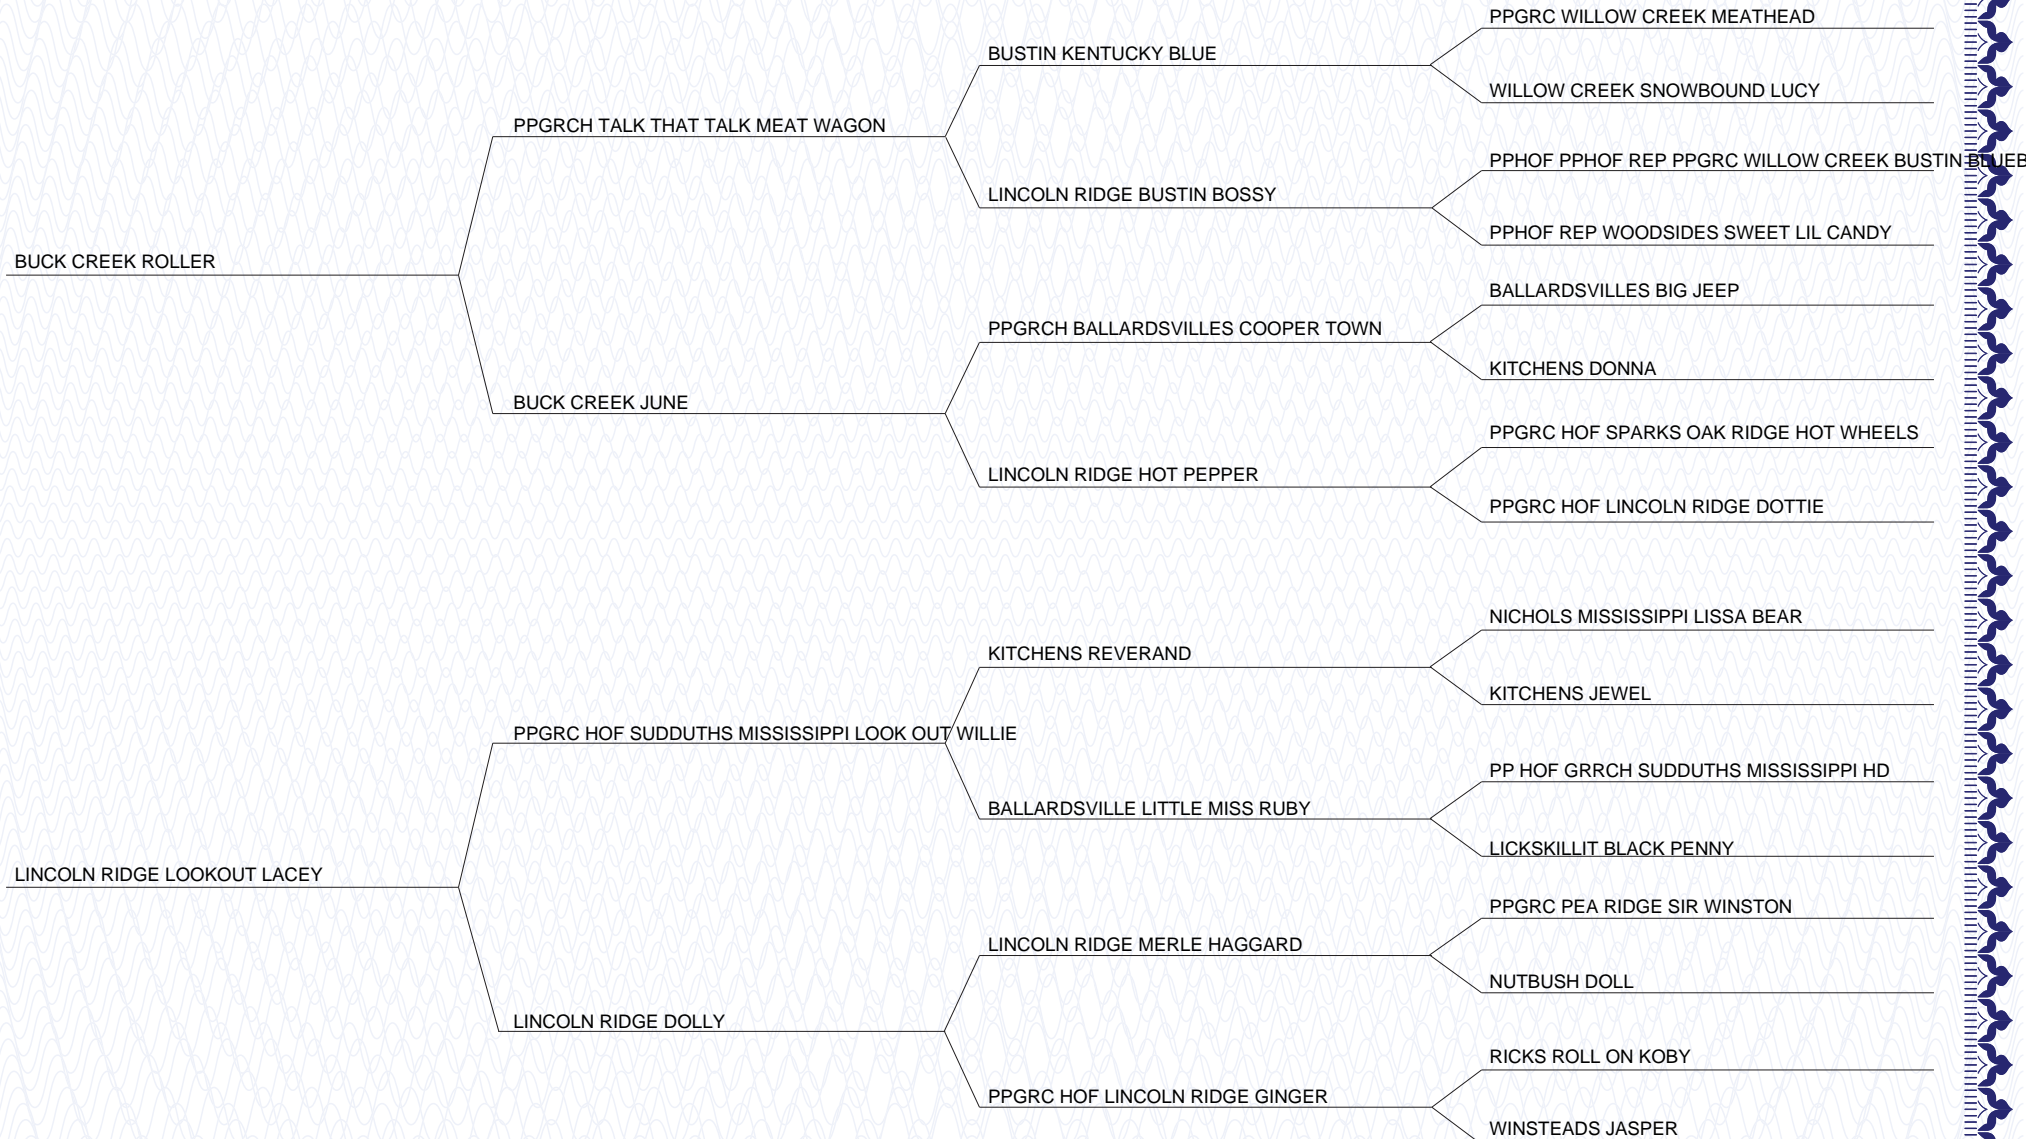 PPGRC WILLOW CREEK MEATHEAD
BUSTIN KENTUCKY BLUE
WILLOW CREEK SNOWBOUND LUCY
PPGRCH TALK THAT TALK MEAT WAGON
PPHOF PPHOF REP PPGRC WILLOW CREEK BUSTIN BLUEB
LINCOLN RIDGE BUSTIN BOSSY
PPHOF REP WOODSIDES SWEET LIL CANDY
BUCK CREEK ROLLER
BALLARDSVILLES BIG JEEP
PPGRCH BALLARDSVILLES COOPER TOWN
KITCHENS DONNA
BUCK CREEK JUNE
PPGRC HOF SPARKS OAK RIDGE HOT WHEELS
LINCOLN RIDGE HOT PEPPER
PPGRC HOF LINCOLN RIDGE DOTTIE
NICHOLS MISSISSIPPI LISSA BEAR
KITCHENS REVERAND
KITCHENS JEWEL
PPGRC HOF SUDDUTHS MISSISSIPPI LOOK OUT WILLIE
PP HOF GRRCH SUDDUTHS MISSISSIPPI HD
BALLARDSVILLE LITTLE MISS RUBY
LICKSKILLIT BLACK PENNY
LINCOLN RIDGE LOOKOUT LACEY
PPGRC PEA RIDGE SIR WINSTON
LINCOLN RIDGE MERLE HAGGARD
NUTBUSH DOLL
LINCOLN RIDGE DOLLY
RICKS ROLL ON KOBY
PPGRC HOF LINCOLN RIDGE GINGER
WINSTEADS JASPER